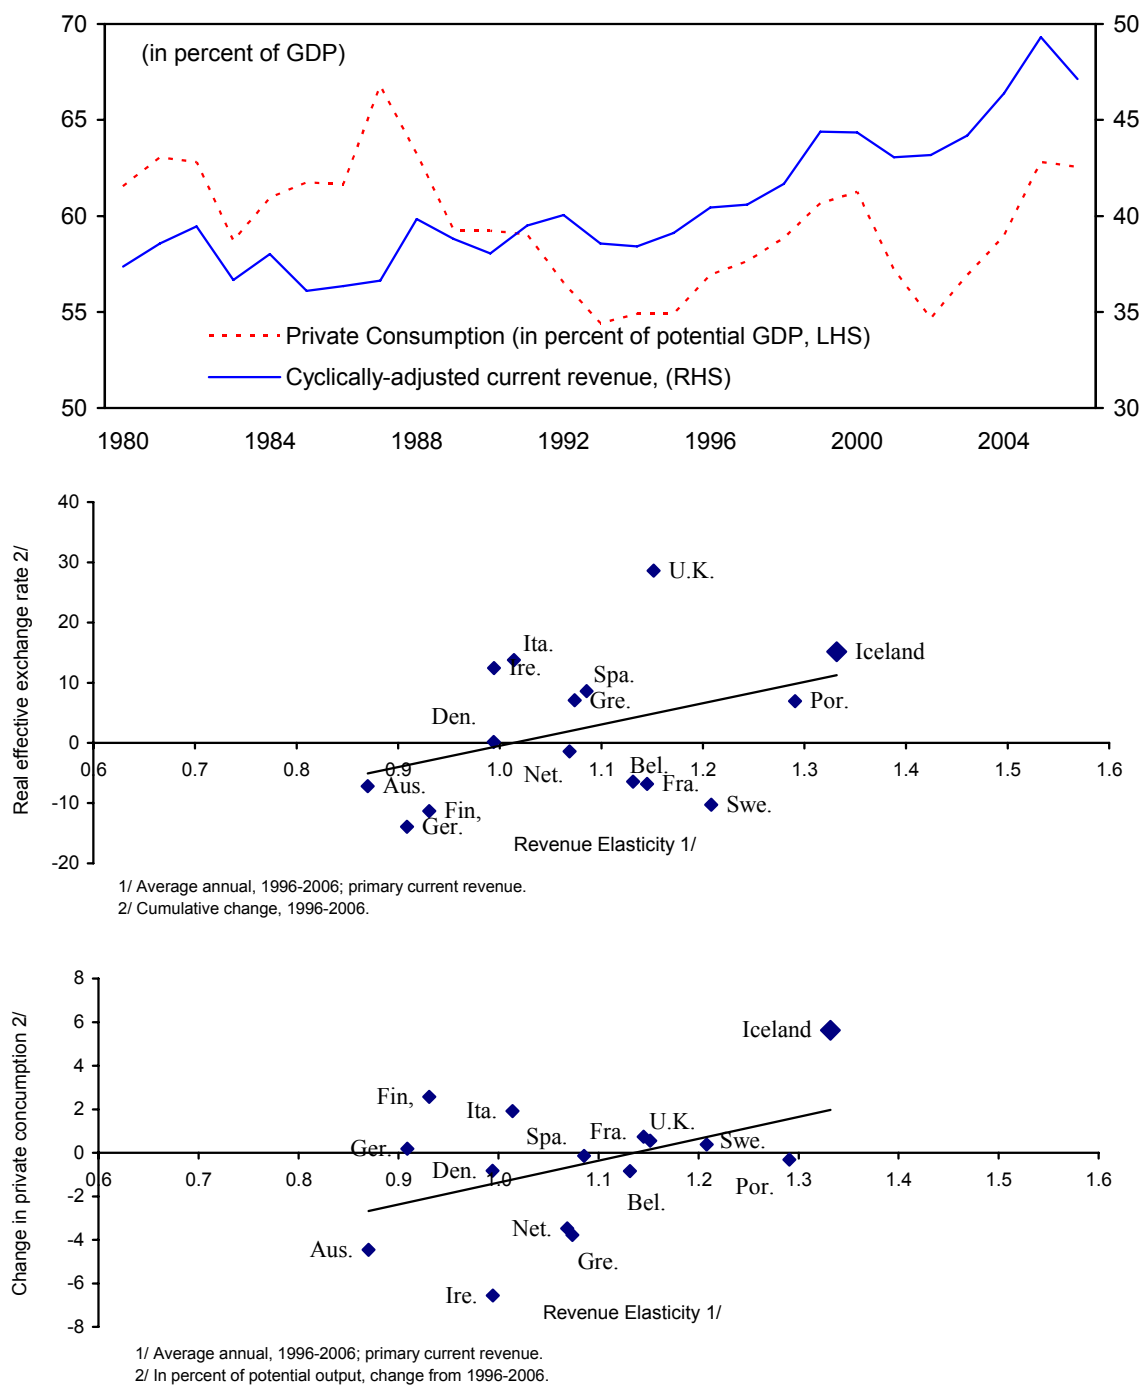 70
50
(in percent of GDP)
65
45
60
40
55
35
Private Consumption (in percent of potential GDP, LHS)
Cyclically-adjusted current revenue, (RHS)
50
30
1980 1984 1988 1992 1996 2000 2004
Real effective exchange rate 2/
40
30
U.K.
20
Ita.
Ire.
Iceland
10
Spa.
Gre.
Por.
Den.
0
0.6 0.7 0.8 0.9 1.0 1.1 1.2 1.3 1.4 1.5 1.6
Net.
Bel.
Aus.
Fra.
-10
Fin,
Swe.
Ger.
Revenue Elasticity 1/
-20
1/ Average annual, 1996-2006; primary current revenue.
2/ Cumulative change, 1996-2006.
Change in private concumption 2/
8
6
Iceland
4
Fin,
2
Ita.
Fra.
U.K.
Spa.
Swe.
Ger.
0
Den.
0.6 0.7 0.8 0.9 1.0 1.1 1.2 1.3 1.4 1.5 1.6
Por.
-2
Bel.
Net.
Aus.
-4
Gre.
-6
Ire.
Revenue Elasticity 1/
-8
1/ Average annual, 1996-2006; primary current revenue.
2/ In percent of potential output, change from 1996-2006.